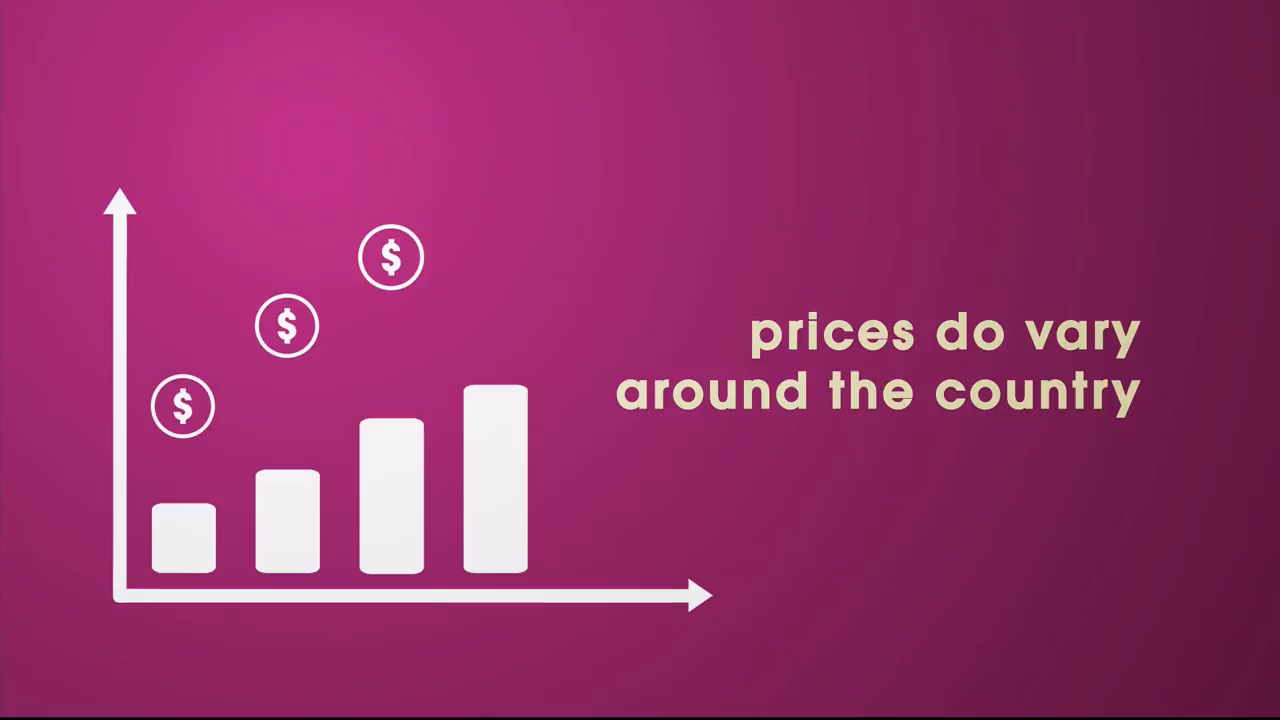 $
$
$
prices do vary
around the country